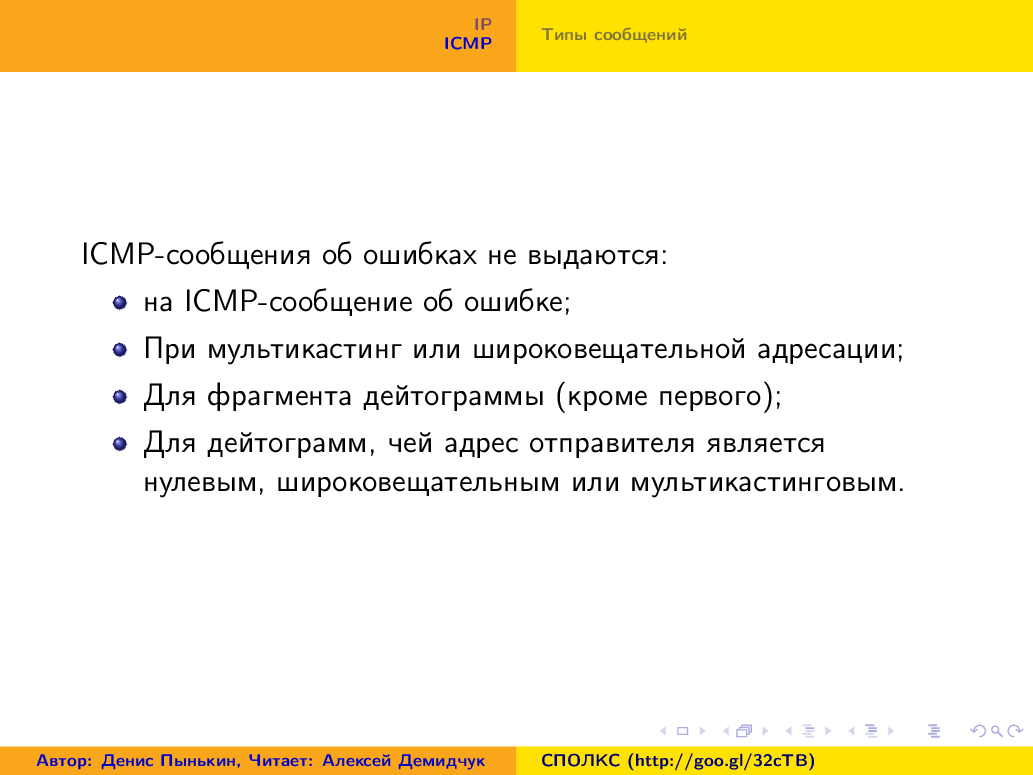 IP
ICMP
Типы сообщений
ICMP-сообщения об ошибках не выдаются:
на ICMP-сообщение об ошибке;
При мультикастинг или широковещательной адресации;
Для фрагмента дейтограммы (кроме первого);
Для дейтограмм, чей адрес отправителя является
нулевым, широковещательным или мультикастинговым.
Автор: Денис Пынькин, Читает: Алексей Демидчук
СПОЛКС (http://goo.gl/32cTB)